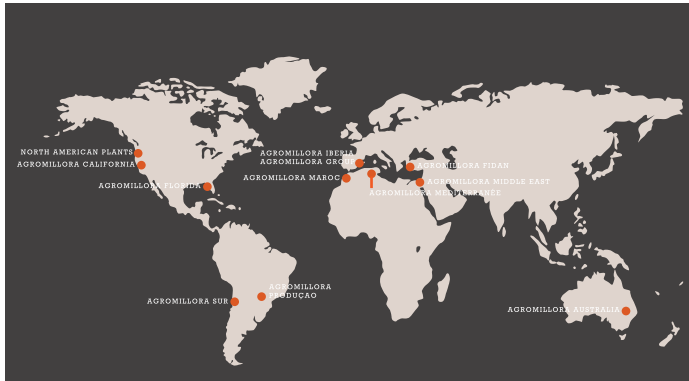 NORTH AMERICAN PLANTS
AGROMILLORA CALIFORNIA
AGROMILLORA FLORIDA
AGROMILLORA IBERIA
AGROMILLORA GROUP
AGROMILLORA MAROC
AGROMILLORA FIDAN
AGROMILLORA MIDDLE EAST
AGROMILLORA MÉDITERRANÉE
AGROMILLORA SUR
AGROMILLORA
PRODUÇAO
AGROMILLORA AUSTRALIA